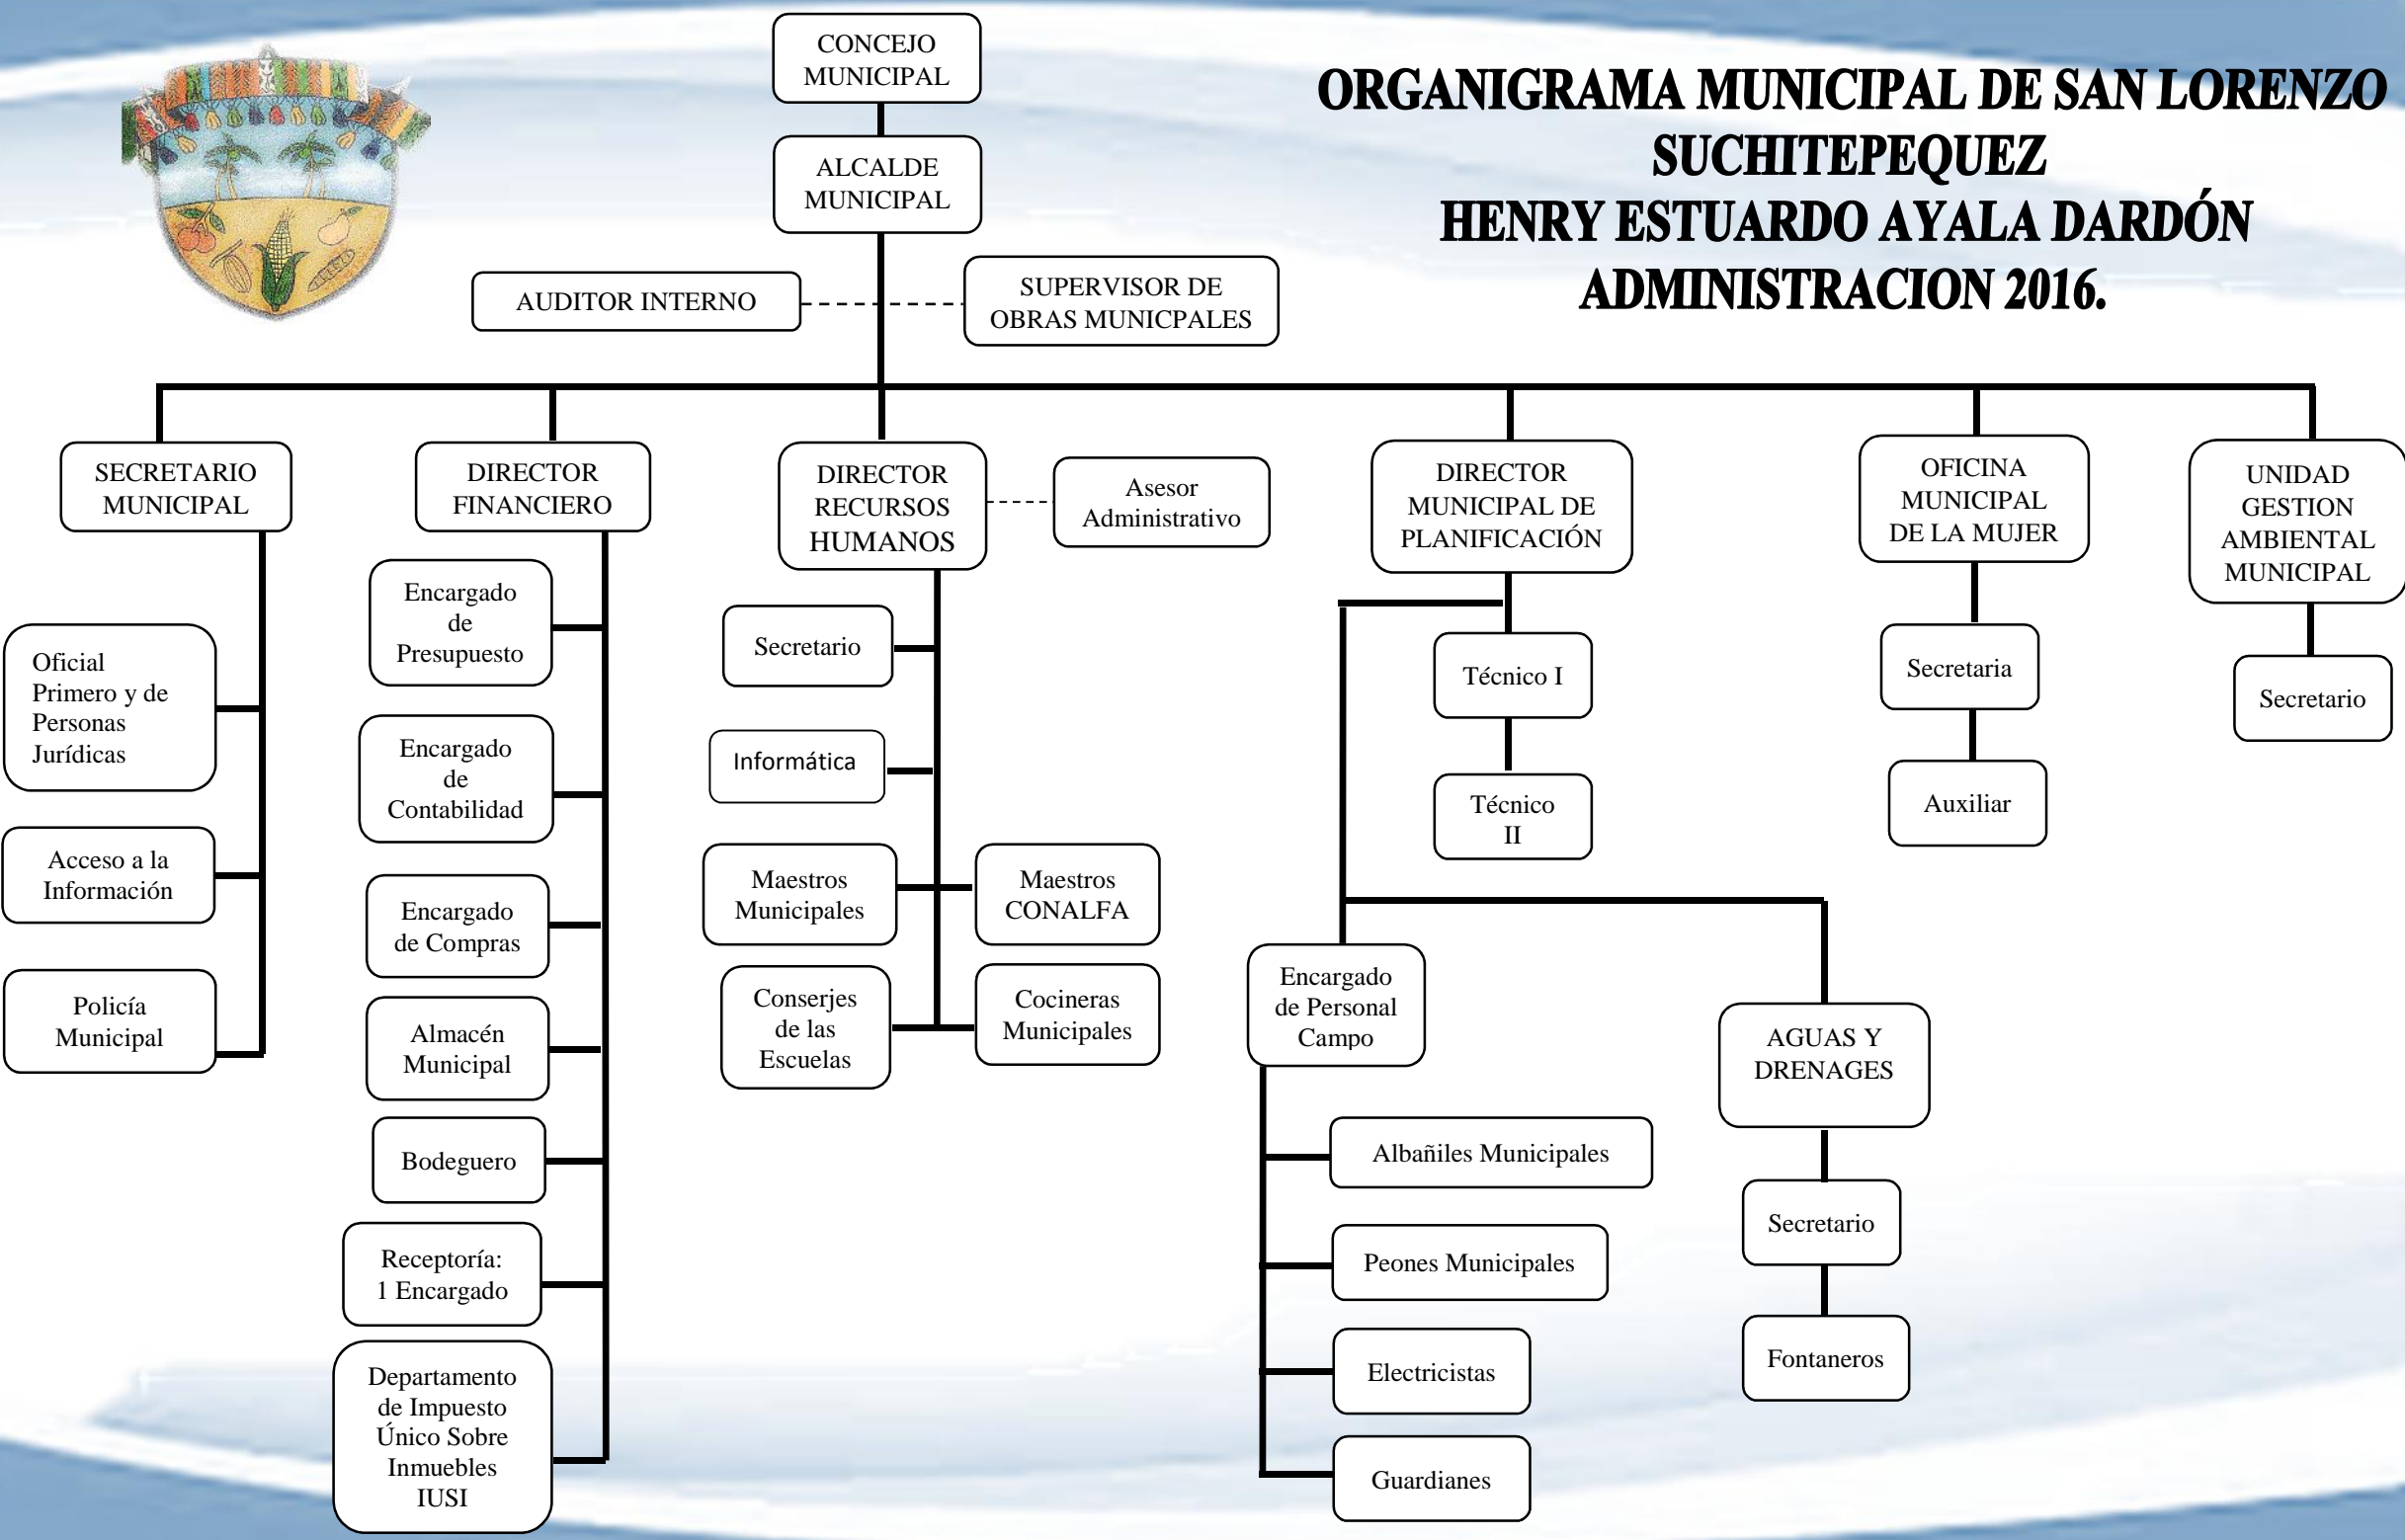 CONCEJO
MUNICIPAL
ORGANIGRAMA MUNICIPAL DE SAN LORENZO
SUCHITEPEQUEZ
HENRY ESTUARDO AYALA DARDÓN
ADMINISTRACION 2016.
ALCALDE
MUNICIPAL
AUDITOR INTERNO
SUPERVISOR DE
OBRAS MUNICPALES
SECRETARIO
MUNICIPAL
DIRECTOR
FINANCIERO
DIRECTOR
RECURSOS
HUMANOS
Asesor
Administrativo
DIRECTOR
MUNICIPAL DE
PLANIFICACIÓN
OFICINA
MUNICIPAL
DE LA MUJER
UNIDAD
GESTION
AMBIENTAL
MUNICIPAL
Oficial
Primero y de
Personas
Jurídicas
Acceso a la
Información
Policía
Municipal
Encargado
de
Presupuesto
Encargado
de
Contabilidad
Encargado
de Compras
Almacén
Municipal
Bodeguero
Receptoría:
1 Encargado
Departamento
de Impuesto
Único Sobre
Inmuebles
IUSI
Secretario
Informática
Maestros
Municipales
Maestros
CONALFA
Conserjes
de las
Escuelas
Cocineras
Municipales
Técnico I
Técnico
II
Encargado
de Personal
Campo
Albañiles Municipales
Peones Municipales
Electricistas
Guardianes
AGUAS Y
DRENAGES
Secretario
Fontaneros
Secretaria
Auxiliar
Secretario